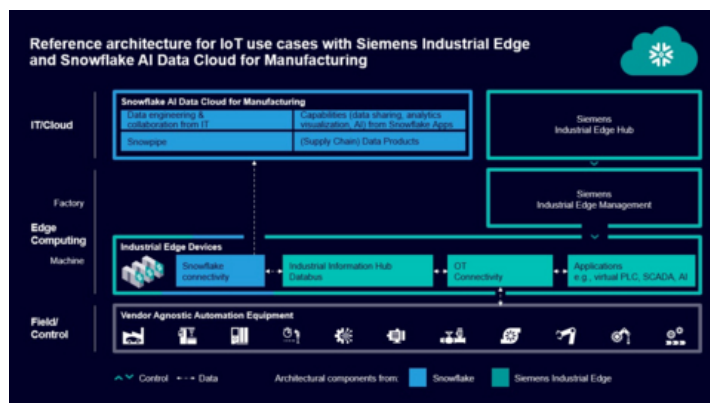 Reference architecture for IoT use cases with Siemens Industrial Edge
and Snowflake AI Data Cloud for Manufacturing
IT/Cloud
Snowflake AI Data Cloud for Manufacturing
Data engineering &
collaboration from IT
Capabilities (data sharing, analytics
visualization, AI) from Snowflake Apps
Snowpipe
(Supply Chain) Data Products
Siemens
Industrial Edge Hub
Factory
Edge
Computing
Machine
Siemens
Industrial Edge Management
Industrial Edge Devices
Snowflake
connectivity
Industrial Information Hub
Databus
OT
Connectivity
Applications
e.g., virtual PLC, SCADA, AI
Field/
Control
Vendor Agnostic Automation Equipment
Control
Data
Architectural components from:
Snowflake
Siemens Industrial Edge